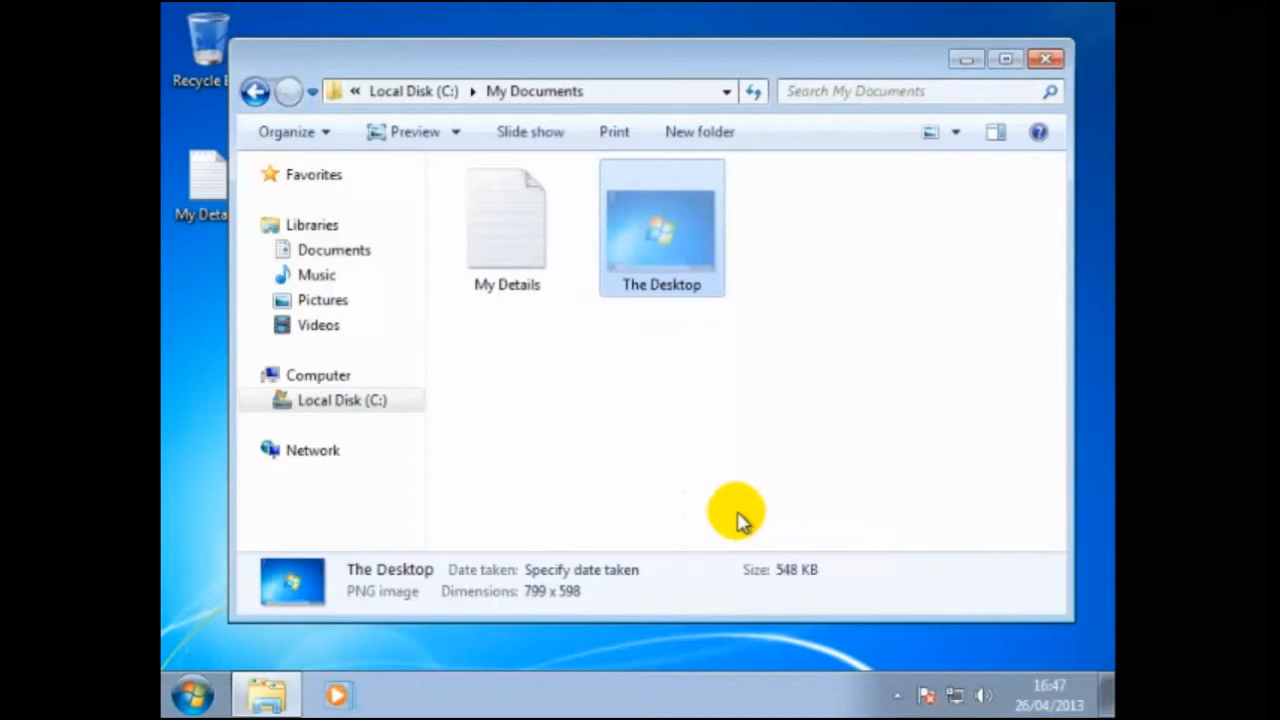 Recycle
Local Disk (C:) My Documents
Search My Documents
Organize Preview Slide show Print New folder
Favorites
My Details
The Desktop
My Deta
Libraries
Documents
Music
Pictures
Videos
Computer
Local Disk (C:)
Network
The Desktop Date taken: Specify date taken Size: 548 KB
PNG image Dimensions: 799 x 598
16:47
26/04/2013